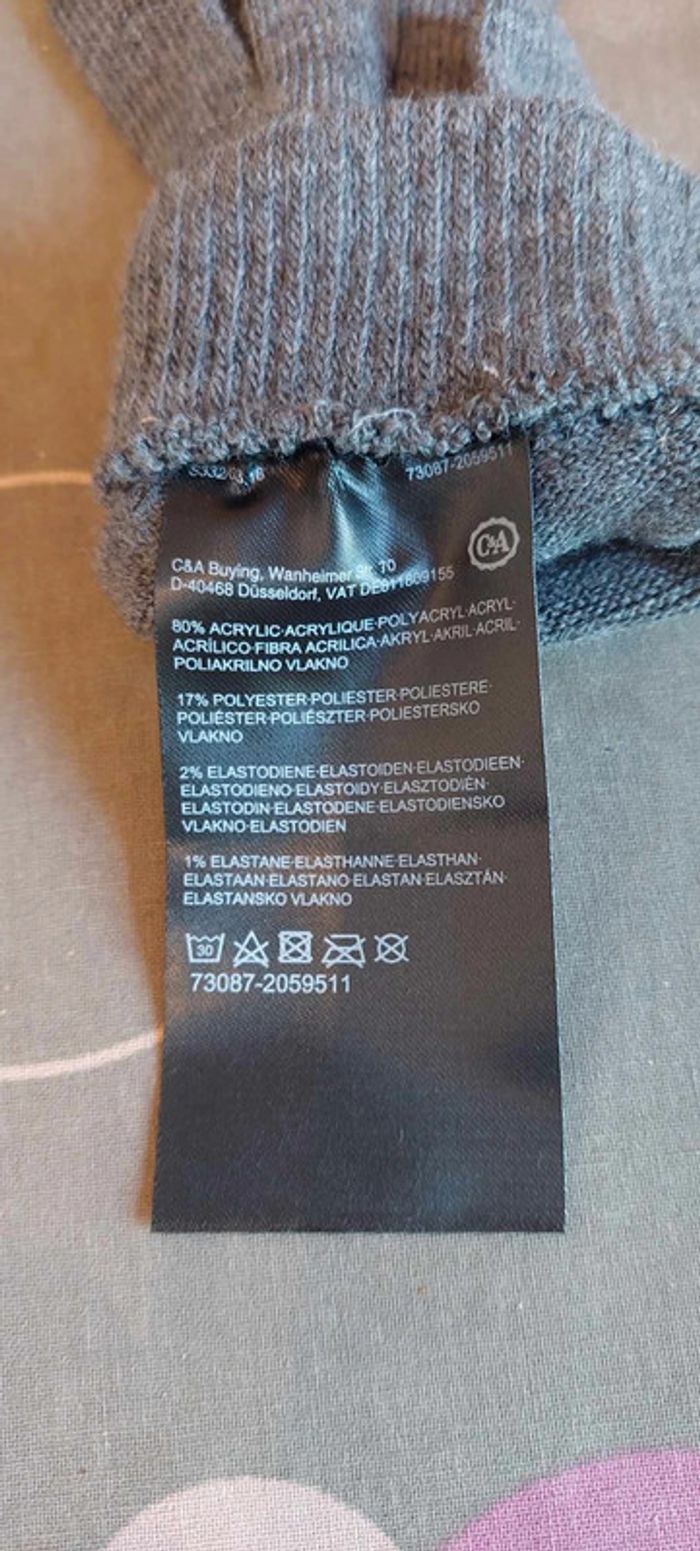 73087-2059511
C&A
C&A Buying, Wanheimer Str. 10
D-40468 Düsseldorf, VAT DE811809155
80% ACRYLIC·ACRYLIQUE·POLYACRYL·ACRYL·
ACRÍLICO·FIBRA ACRILICA·AKRYL·AKRIL·ACRIL·
POLIAKRILNO VLAKNO
17% POLYESTER·POLIESTER·POLIESTERE·
POLIÉSTER·POLIÉSZTER·POLIESTERSKO
VLAKNO
2% ELASTODIENE·ELASTOIDEN·ELASTODIEEN·
ELASTODIENO·ELASTOIDY·ELASZTODIÉN·
ELASTODIN·ELASTODENE·ELASTODIENSKO
VLAKNO·ELASTODIEN
1% ELASTANE·ELASTHANNE·ELASTHAN·
ELASTAAN·ELASTANO·ELASTAN·ELASZTÁN·
ELASTANSKO VLAKNO
30
73087-2059511